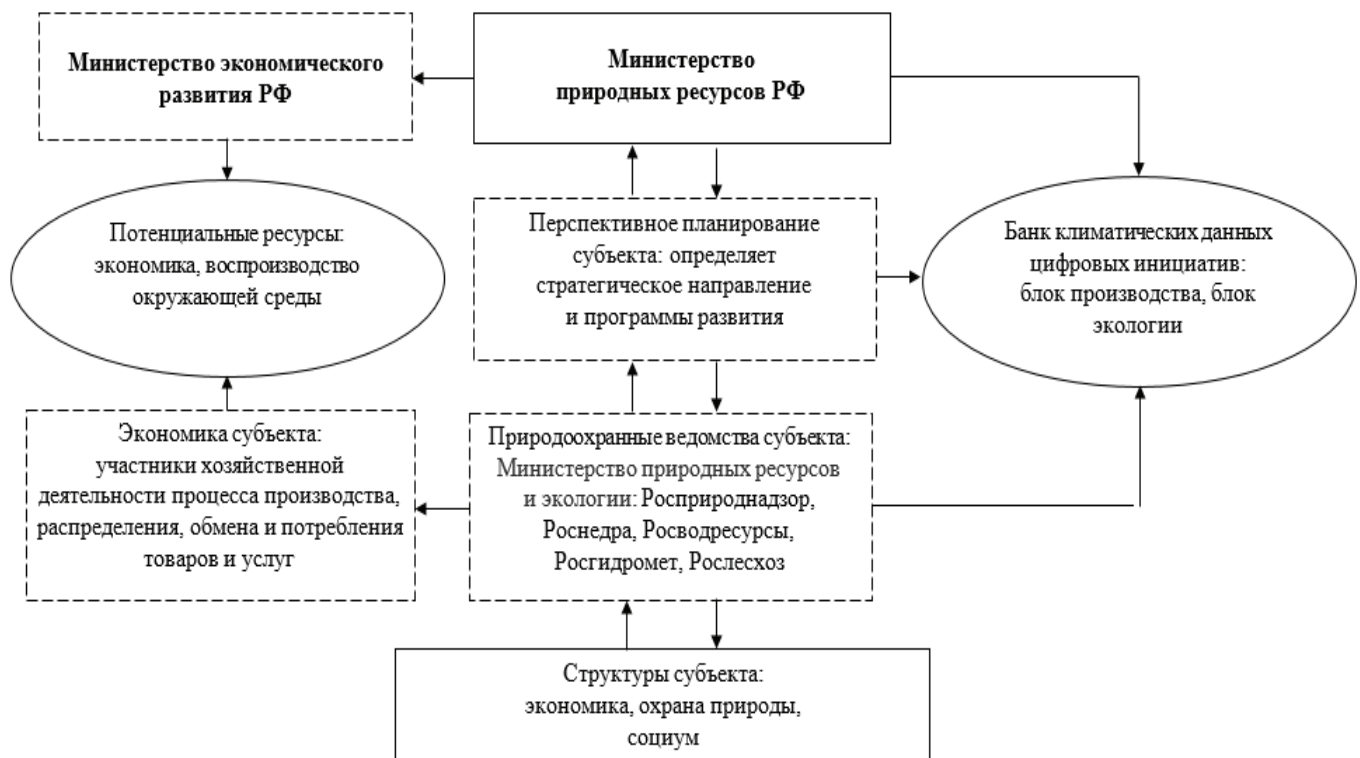 Министерство экономического
развития РФ
Министерство
природных ресурсов РФ
Потенциальные ресурсы:
экономика, воспроизводство
окружающей среды
Перспективное планирование
субъекта: определяет
стратегическое направление
и программы развития
Банк климатических данных
цифровых инициатив:
блок производства, блок
экологии
Экономика субъекта:
участники хозяйственной
деятельности процесса производства,
распределения, обмена и потребления
товаров и услуг
Природоохранные ведомства субъекта:
Министерство природных ресурсов
и экологии: Росприроднадзор,
Роснедра, Росводресурсы,
Росгидромет, Рослесхоз
Структуры субъекта:
экономика, охрана природы,
социум